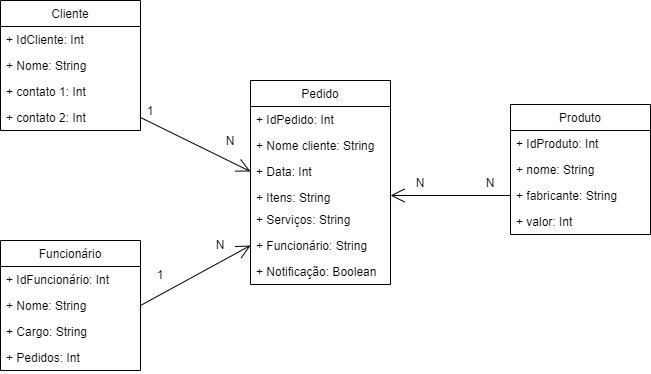 Cliente
+ IdCliente: Int
+ Nome: String
+ contato 1: Int
+ contato 2: Int
1
N
Pedido
+ IdPedido: Int
+ Nome cliente: String
+ Data: Int
+ Itens: String
+ Serviços: String
+ Funcionário: String
+ Notificação: Boolean
N
N
Produto
+ IdProduto: Int
+ nome: String
+ fabricante: String
+ valor: Int
Funcionário
+ IdFuncionário: Int
+ Nome: String
+ Cargo: String
+ Pedidos: Int
1
N